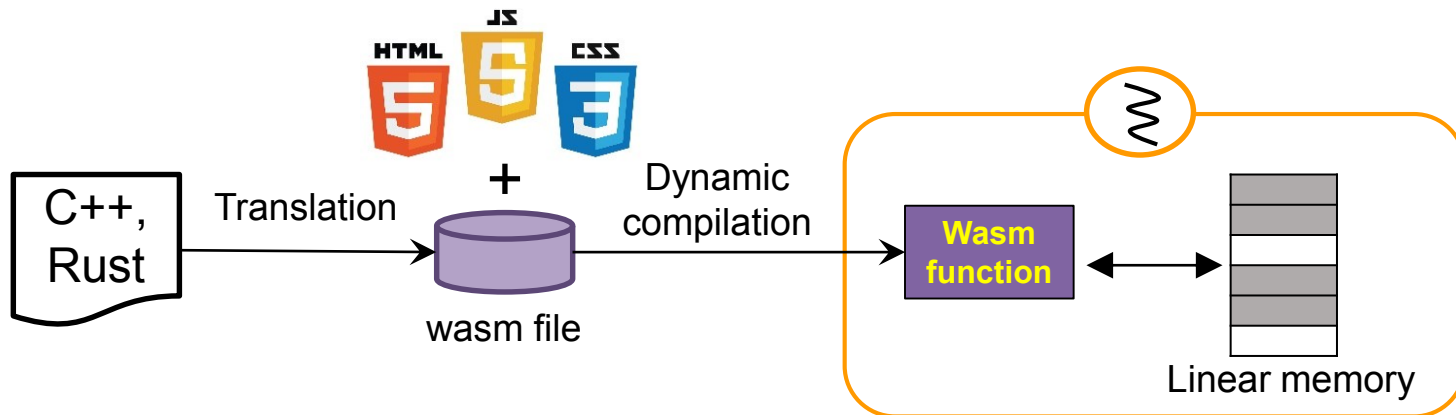 JS
HTML
CSS
5
5
3
+
C++,
Rust
Translation
Dynamic
compilation
wasm file
Wasm
function
Linear memory